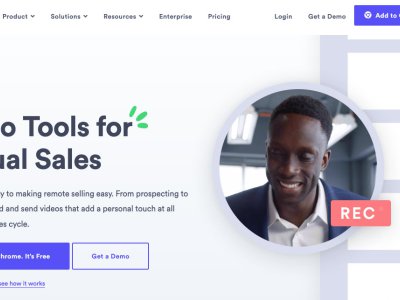 Product Solutions Resources Enterprise Pricing Login Get a Demo Add to
o Tools for
ual Sales
y to making remote selling easy. From prospecting to
d and send videos that add a personal touch at all
es cycle.
hrome. It's Free Get a Demo
see how it works
REC